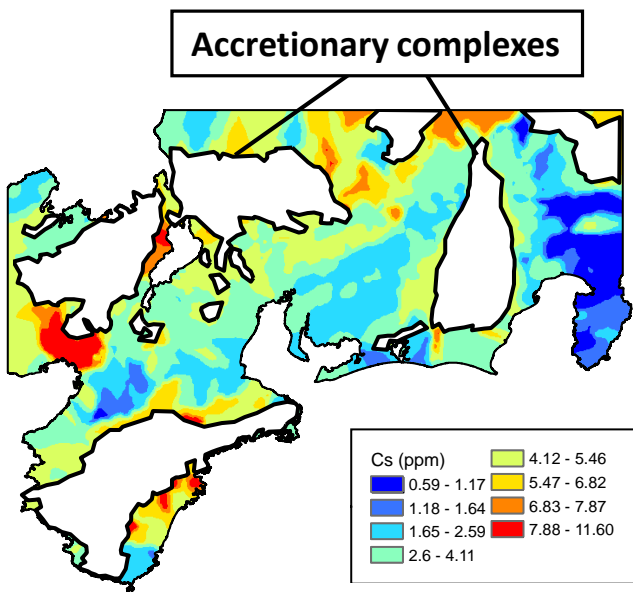 Accretionary complexes
Cs (ppm)
0.59 - 1.17
1.18 - 1.64
1.65 - 2.59
2.6 - 4.11
4.12 - 5.46
5.47 - 6.82
6.83 - 7.87
7.88 - 11.60